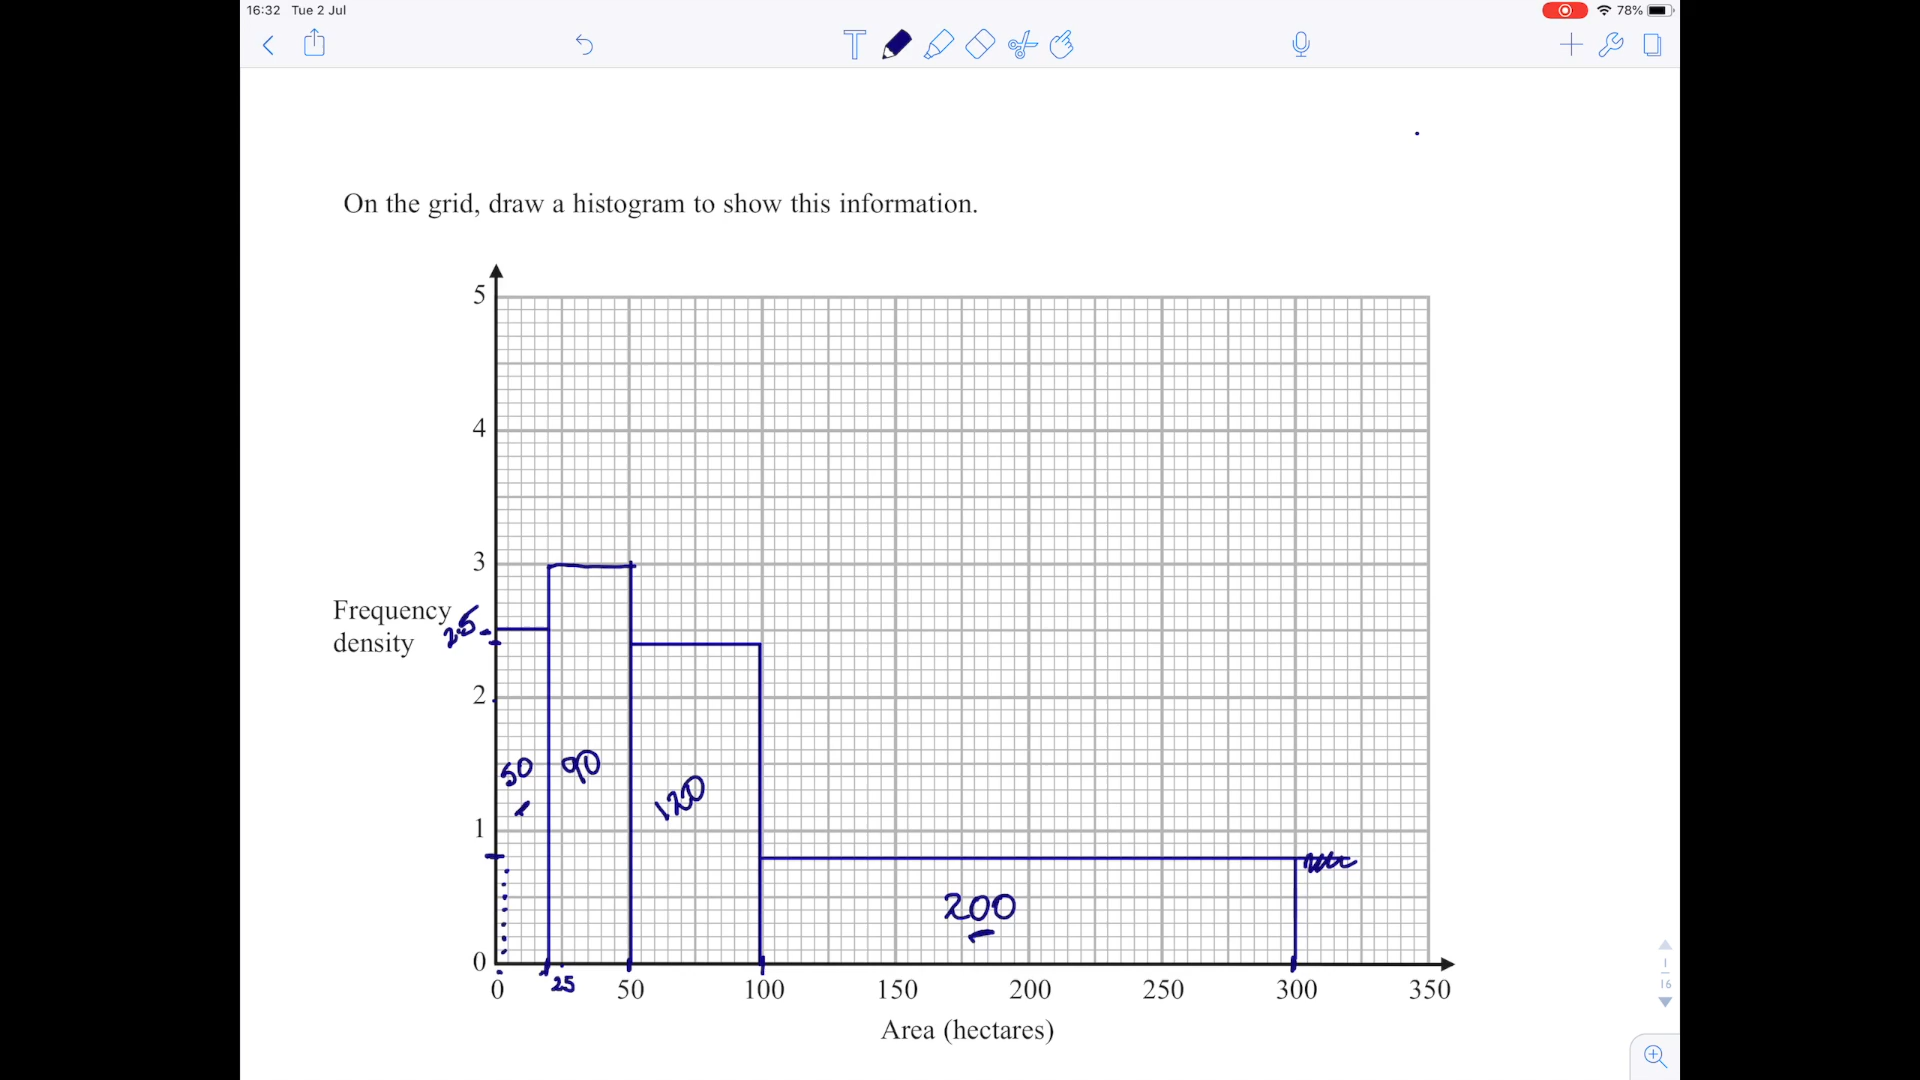 16:32 Tue 2 Jul
78%
T
On the grid, draw a histogram to show this information.
5
4
3
Frequency
density
2.5
2
50
90
120
1
200
0
25
0 50 100 150 200 250 300 350
Area (hectares)
1
16